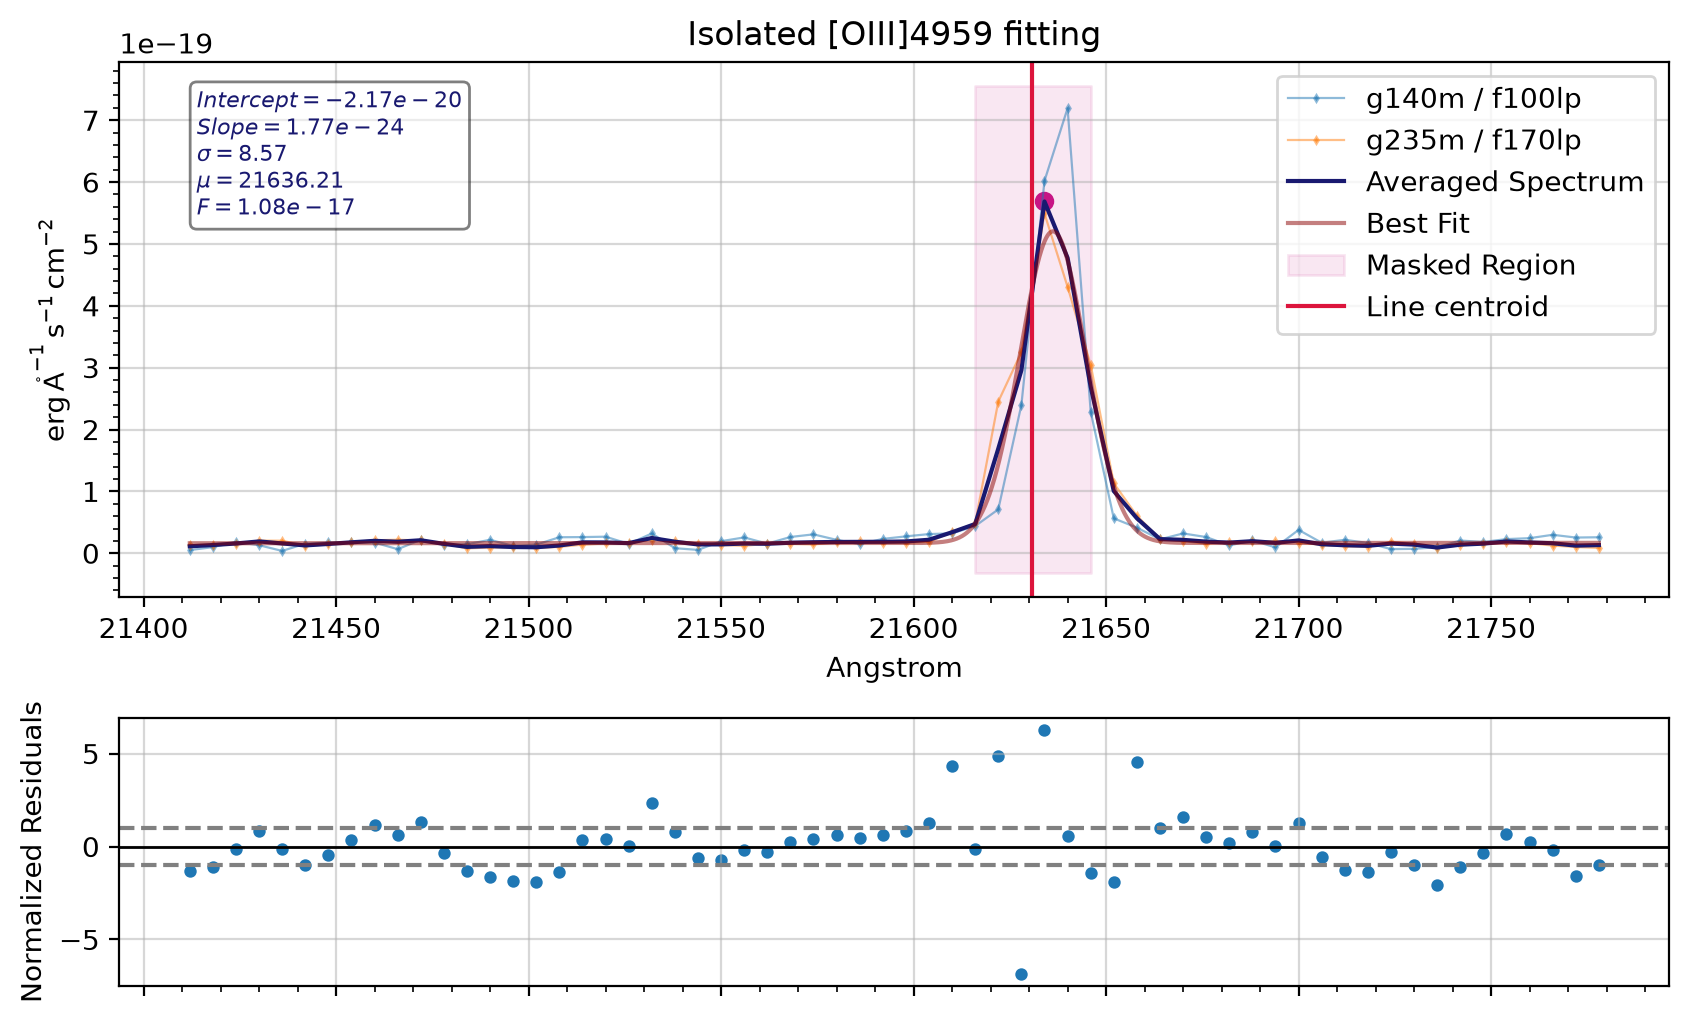 Isolated [OIII]4959 fitting
1e−19
Intercept = −2.17e − 20
Slope = 1.77e − 24
σ = 8.57
μ = 21636.21
F = 1.08e − 17
g140m / f100lp
g235m / f170lp
Averaged Spectrum
Best Fit
Masked Region
Line centroid
7
6
5
4
3
2
1
0
erg Å⁻¹ s⁻¹ cm⁻²
21400 21450 21500 21550 21600 21650 21700 21750
Angstrom
Normalized Residuals
5
0
−5